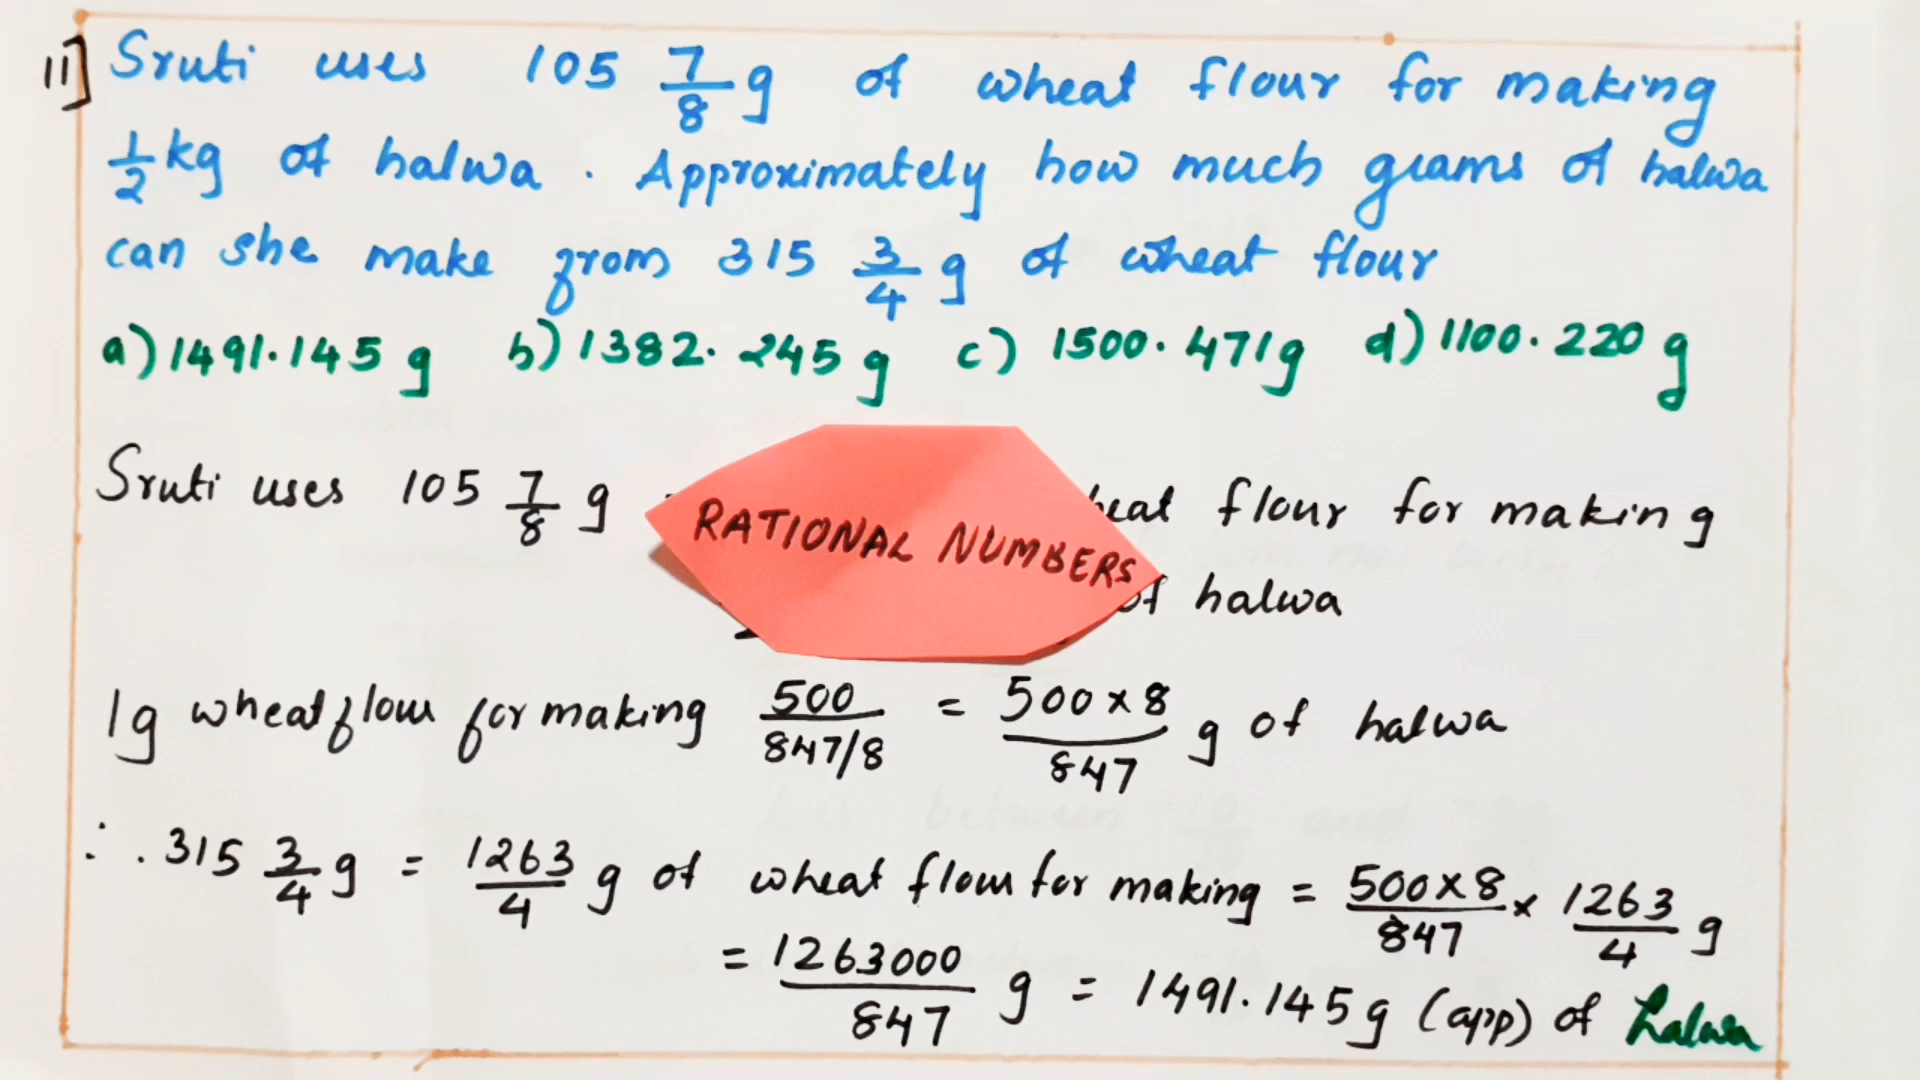 11] Sruti uses 105 7/8 g of wheat flour for making
1/2 kg of halwa. Approximately how much grams of halwa
can she make from 315 3/4 g of wheat flour
a) 1491.145 g b) 1382.245 g c) 1500.471g d) 1100.220 g
Sruti uses 105 7/8 g flour for making
RATIONAL NUMBERS
of halwa
1g wheat flour for making 500/847/8 = 500×8/847 g of halwa
∴ 315 3/4 g = 1263/4 g of wheat flour for making = 500×8/847 × 1263/4 g
= 1263000/847 g = 1491.145g (app) of halwa